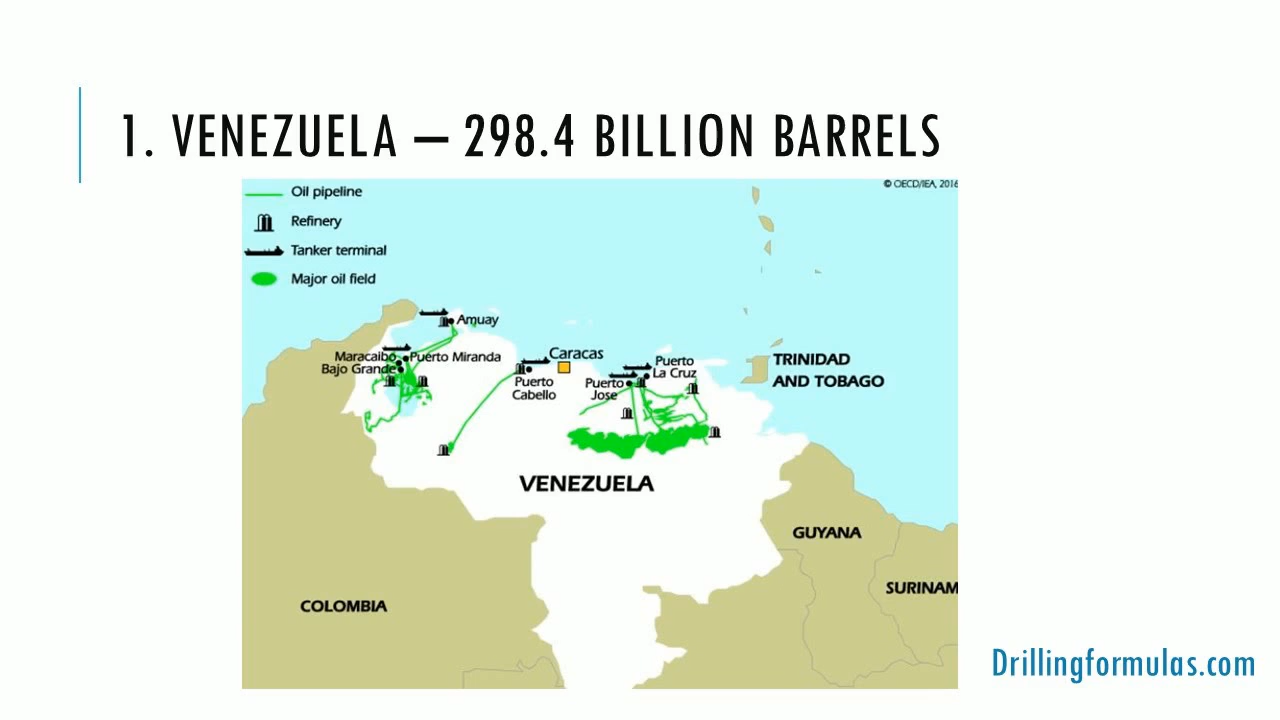 1. VENEZUELA – 298.4 BILLION BARRELS
Oil pipeline
© OECD/IEA, 2016
Refinery
Tanker terminal
Major oil field
Amuay
Maracaibo
Puerto Miranda
Bajo Grande
Caracas
Puerto
Cabello
Puerto
La Cruz
Puerto
Jose
TRINIDAD
AND TOBAGO
VENEZUELA
GUYANA
SURINAM
COLOMBIA
Drillingformulas.com